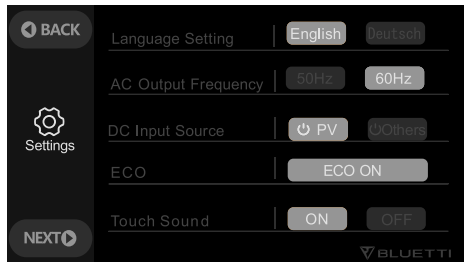 BACK
Language Setting English Deutsch
AC Output Frequency 50Hz 60Hz
Settings
DC Input Source PV Others
ECO ECO ON
Touch Sound ON OFF
NEXT
BLUETTI